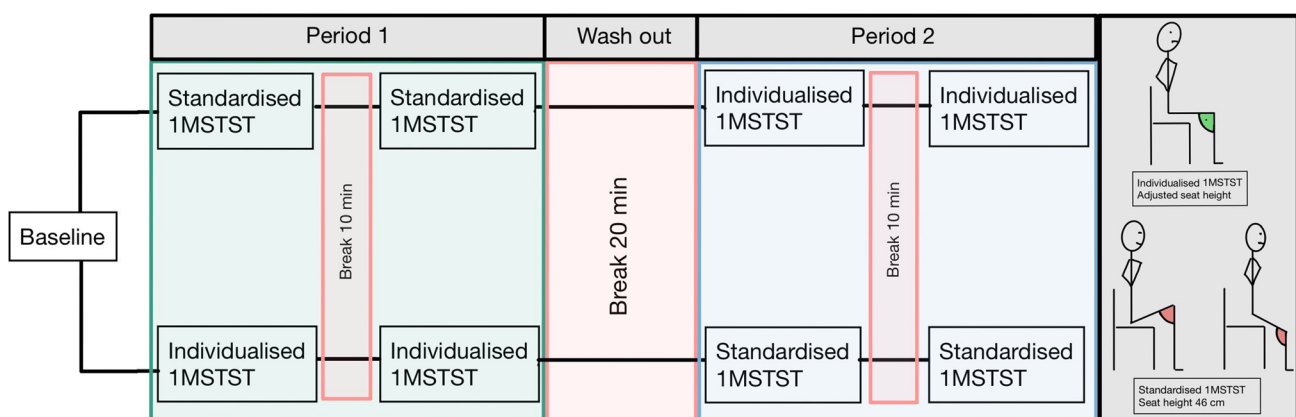 Period 1
Wash out
Period 2
Standardised
1MSTST
Standardised
1MSTST
Individualised
1MSTST
Individualised
1MSTST
Baseline
Break 10 min
Break 20 min
Break 10 min
Individualised
1MSTST
Individualised
1MSTST
Standardised
1MSTST
Standardised
1MSTST
Individualised 1MSTST
Adjusted seat height
Standardised 1MSTST
Seat height 46 cm